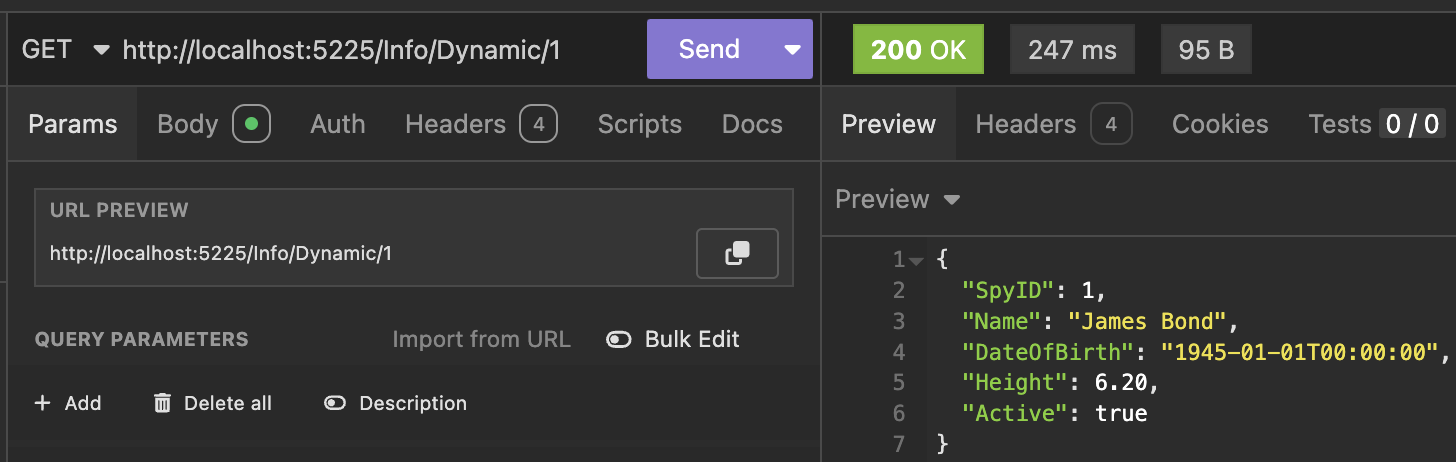 GET http://localhost:5225/Info/Dynamic/1 Send
200 OK 247 ms 95 B
Params Body Auth Headers 4 Scripts Docs
Preview Headers 4 Cookies Tests 0 / 0
URL PREVIEW
http://localhost:5225/Info/Dynamic/1
QUERY PARAMETERS Import from URL Bulk Edit
+ Add Delete all Description
Preview
1 {
2 "SpyID": 1,
3 "Name": "James Bond",
4 "DateOfBirth": "1945-01-01T00:00:00",
5 "Height": 6.20,
6 "Active": true
7 }